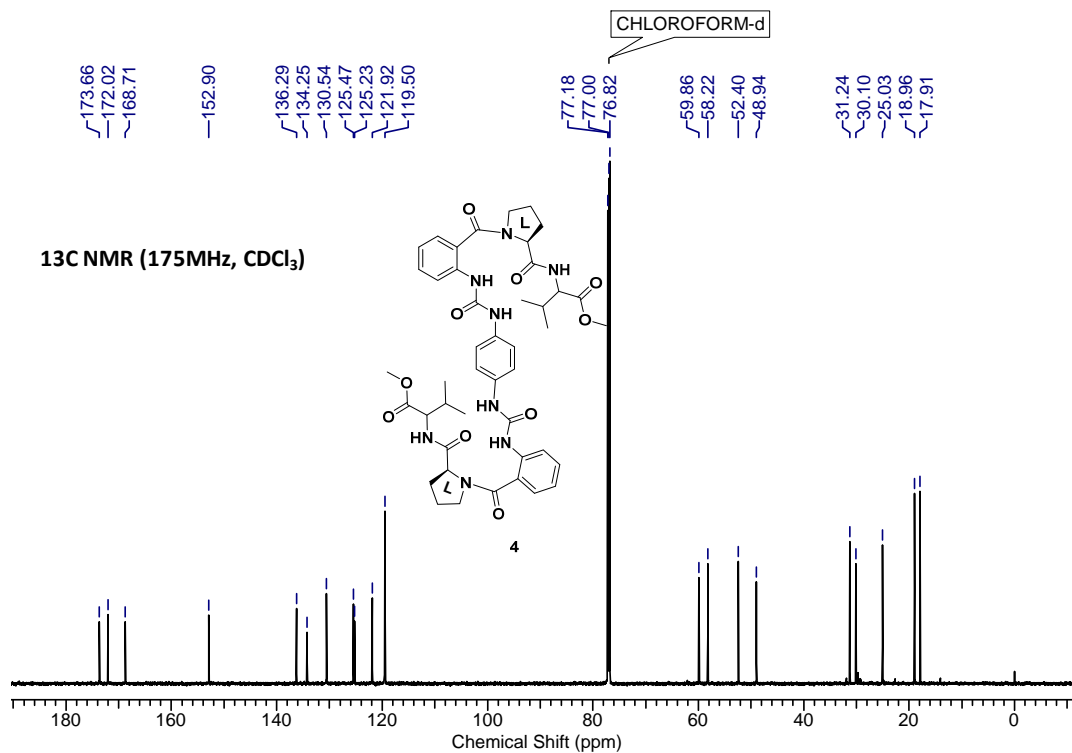 CHLOROFORM-d
173.66
172.02
168.71
152.90
136.29
134.25
130.54
125.47
125.23
121.92
119.50
77.18
77.00
76.82
59.86
58.22
52.40
48.94
31.24
30.10
25.03
18.96
17.91
13C NMR (175MHz, CDCl₃)
O
N
L
O
NH
O
O
NH
O
NH
O
O
HN
O
HN
O
NH
O
L
N
O
4
180 160 140 120 100 80 60 40 20 0
Chemical Shift (ppm)